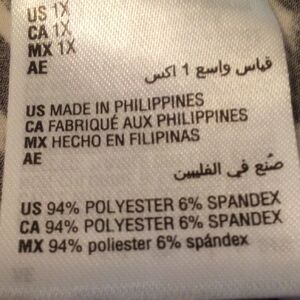 US 1X
CA 1X
MX 1X
AE
قياس واسع 1 اكس
US MADE IN PHILIPPINES
CA FABRIQUÉ AUX PHILIPPINES
MX HECHO EN FILIPINAS
AE
صُنع في الفلبين
US 94% POLYESTER 6% SPANDEX
CA 94% POLYESTER 6% SPANDEX
MX 94% poliester 6% spándex